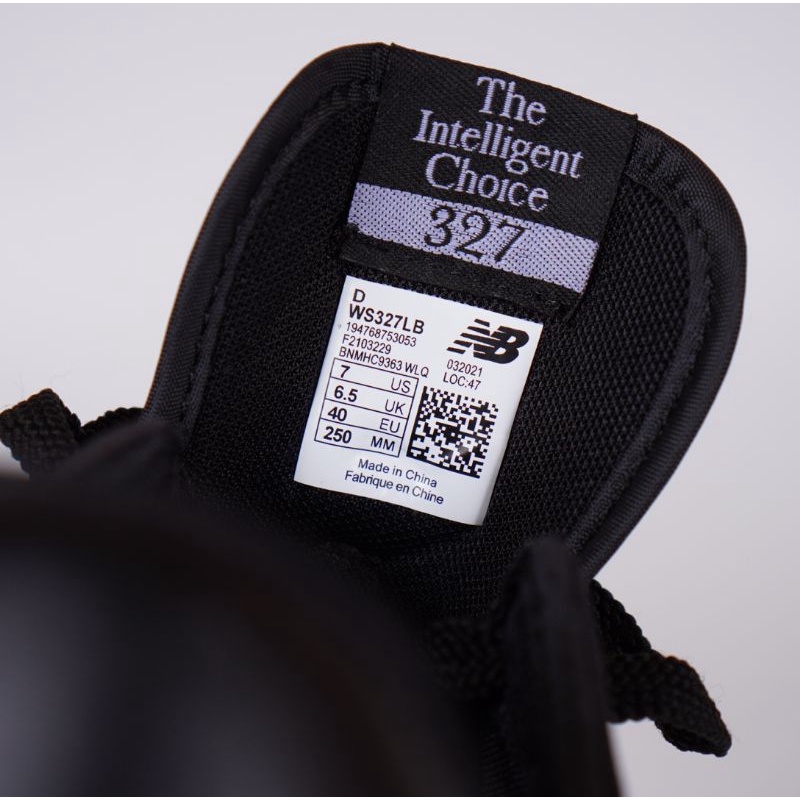 The
Intelligent
Choice
327
D
WS327LB
194768753053
F2103229
BNMHC9363 WLQ
NB
032021
LOC:47
7 US
6.5 UK
40 EU
250 MM
Made in China
Fabrique en Chine